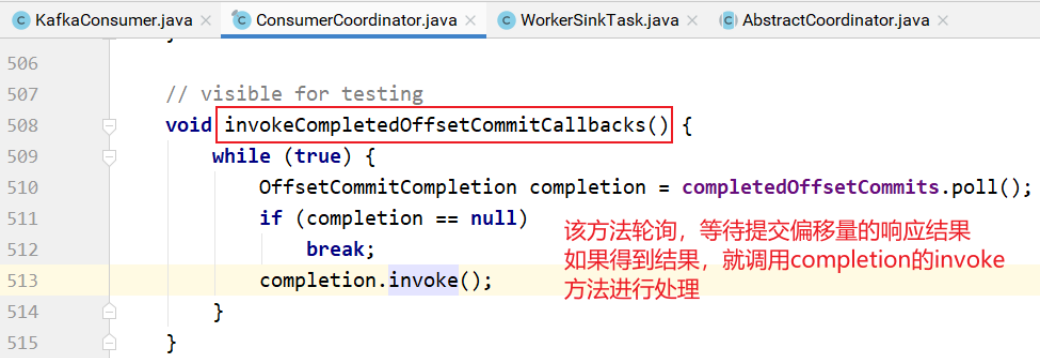 KafkaConsumer.java × ConsumerCoordinator.java × WorkerSinkTask.java × AbstractCoordinator.java ×
506
507 // visible for testing
508 void invokeCompletedOffsetCommitCallbacks() {
509 while (true) {
510 OffsetCommitCompletion completion = completedOffsetCommits.poll();
511 if (completion == null)
512 break;
513 completion.invoke();
514 }
515 }
该方法轮询，等待提交偏移量的响应结果
如果得到结果，就调用completion的invoke
方法进行处理